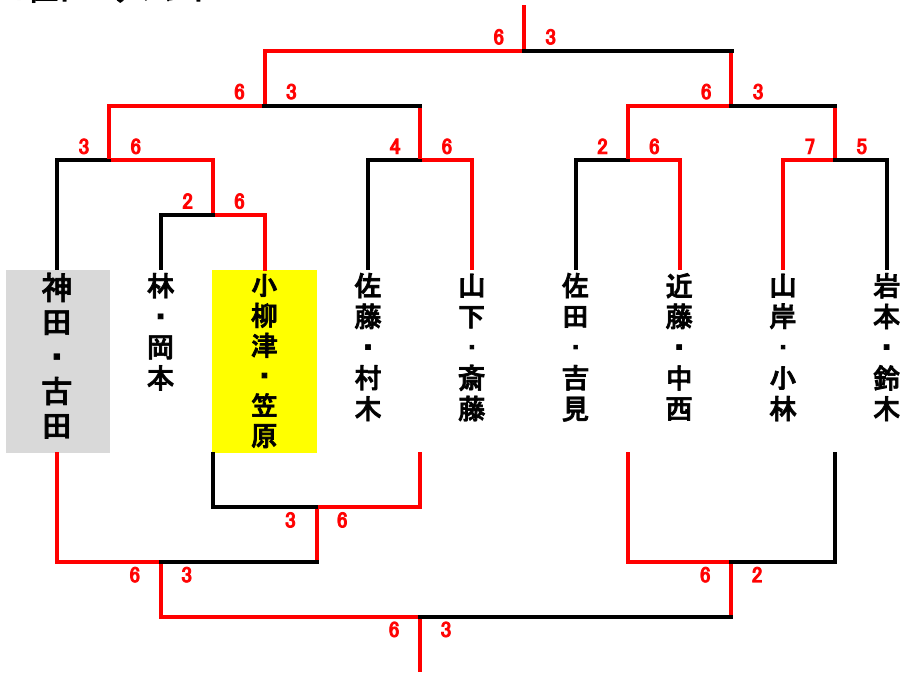 6 3
6 3 6 3
3 6 4 6 2 6 7 5
2 6
神田・古田
林・岡本
小柳津・笠原
佐藤・村木
山下・斎藤
佐田・吉見
近藤・中西
山岸・小林
岩本・鈴木
3 6
6 3 6 2
6 3